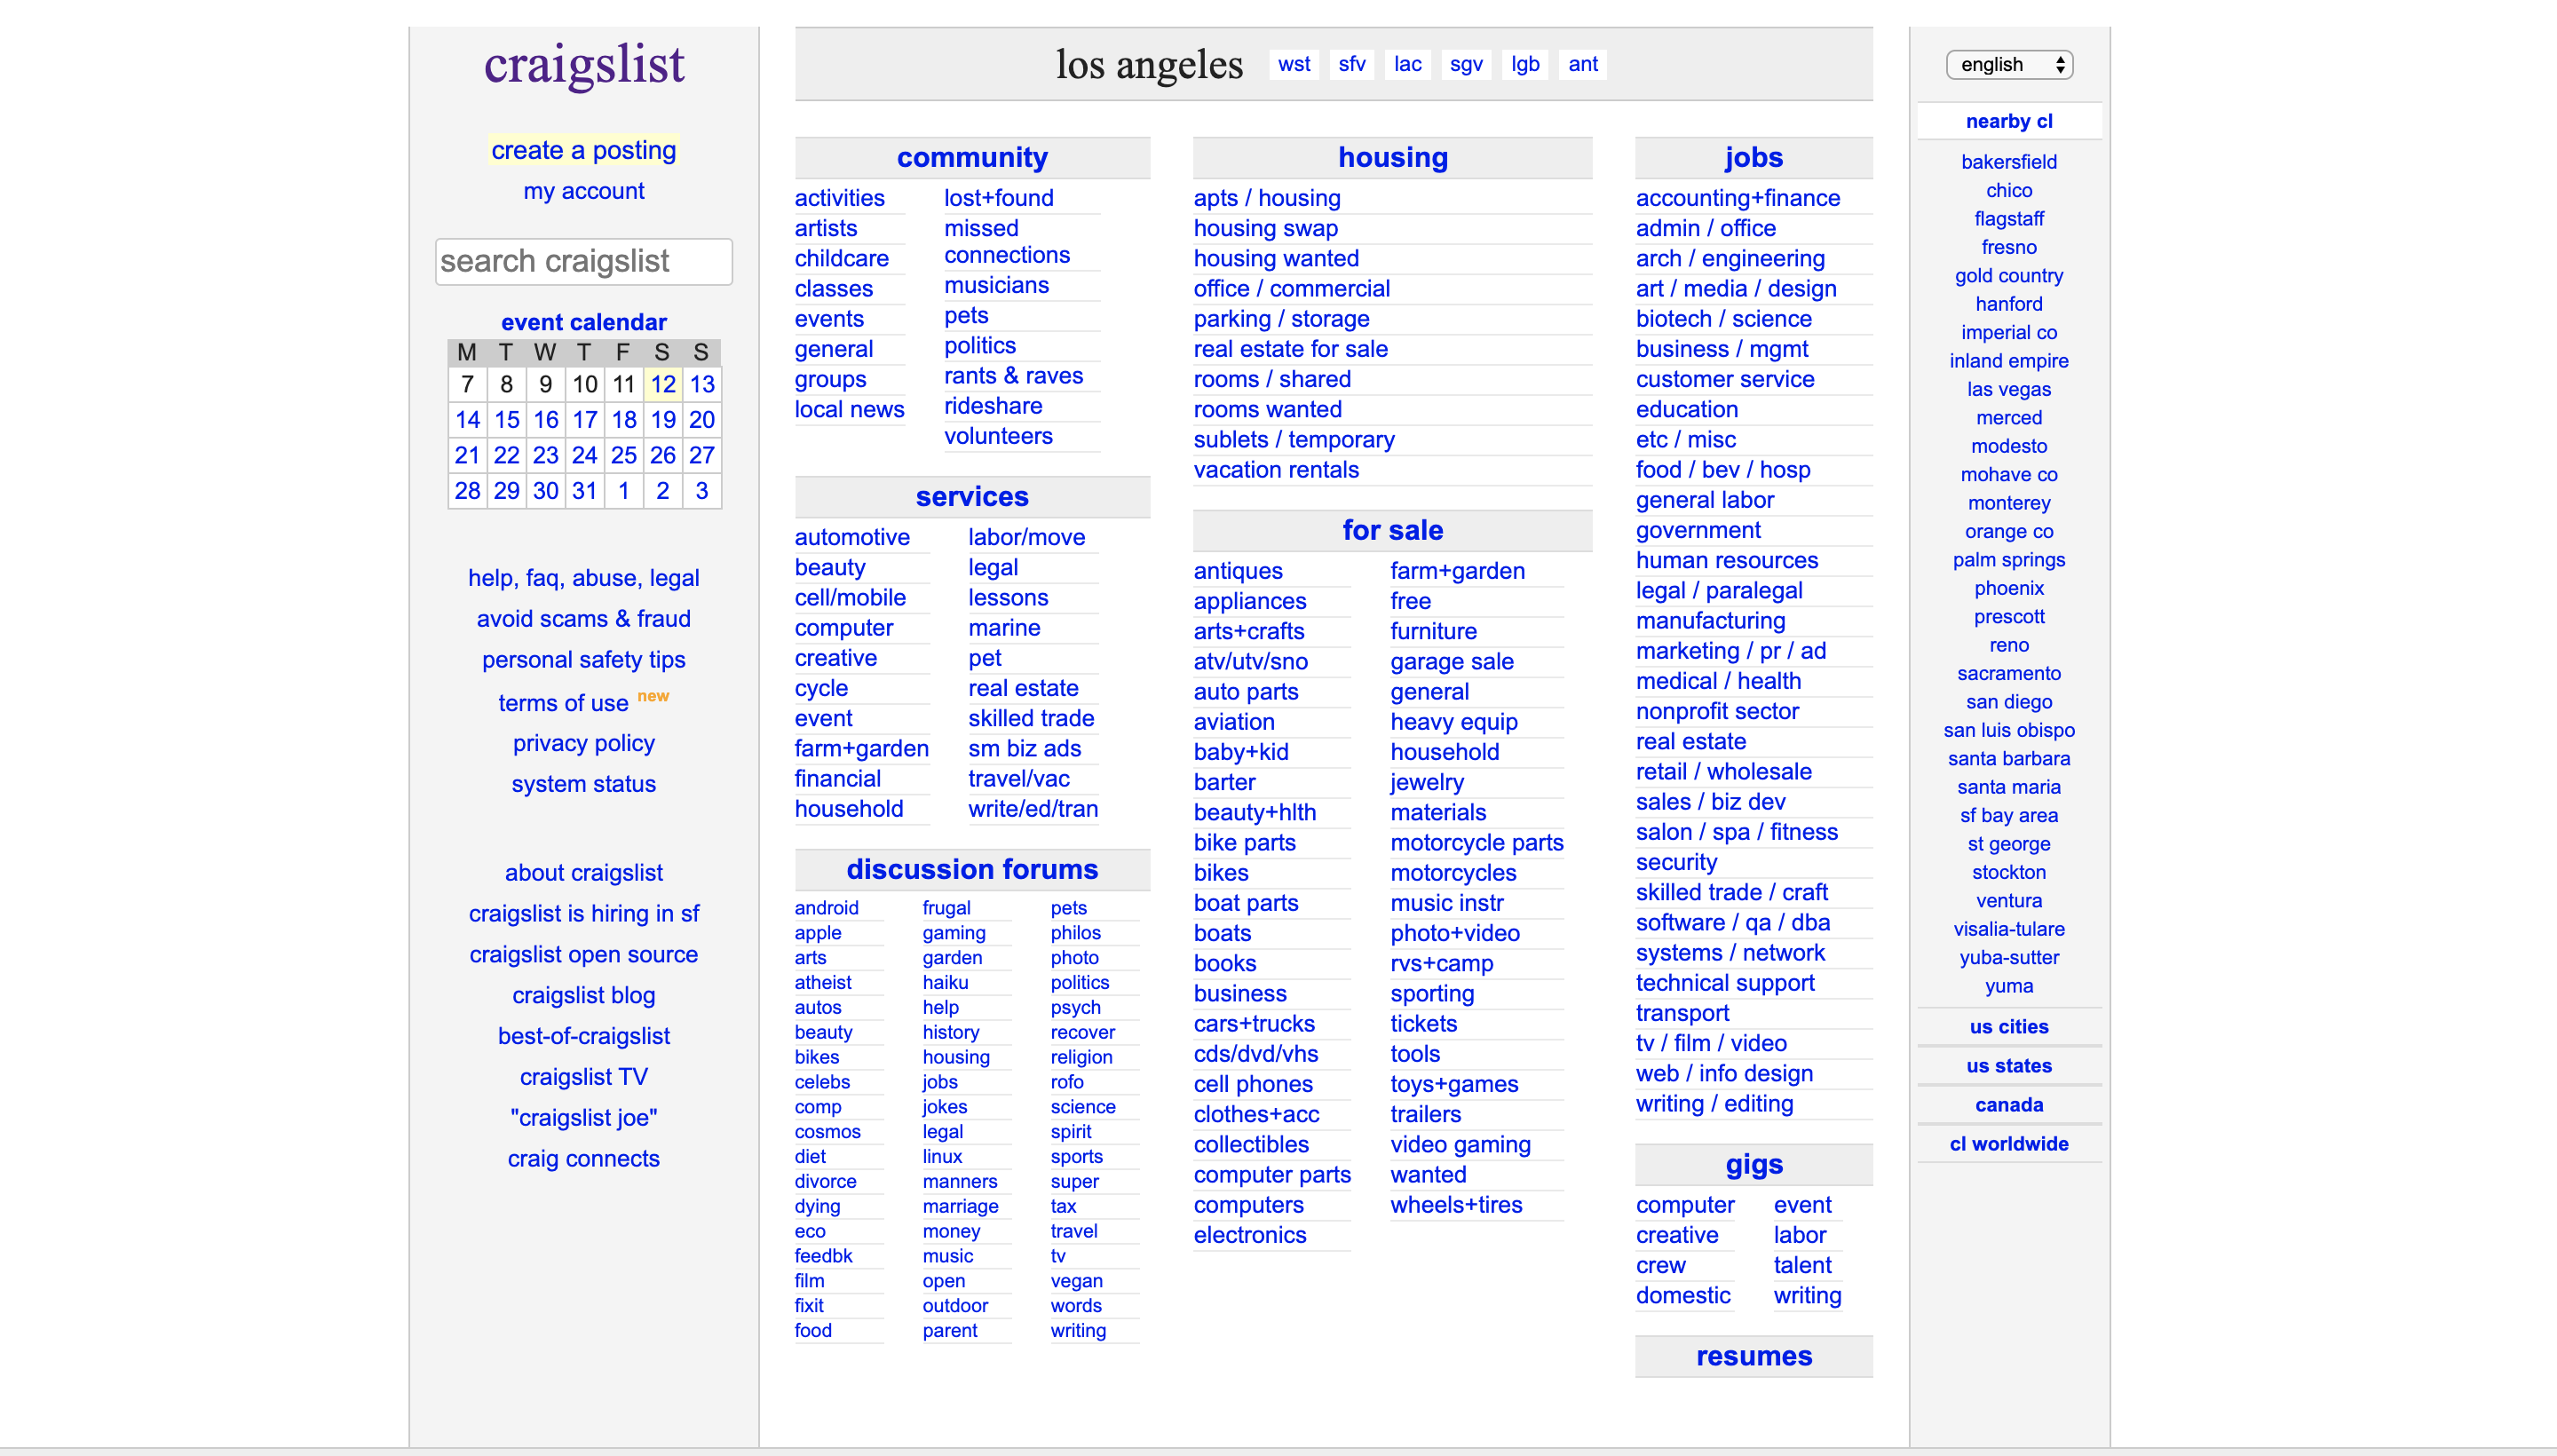 craigslist
create a posting
my account
search craigslist
event calendar
M T W T F S S
7 8 9 10 11 12 13
14 15 16 17 18 19 20
21 22 23 24 25 26 27
28 29 30 31 1 2 3
help, faq, abuse, legal
avoid scams & fraud
personal safety tips
terms of use new
privacy policy
system status
about craigslist
craigslist is hiring in sf
craigslist open source
craigslist blog
best-of-craigslist
craigslist TV
"craigslist joe"
craig connects
los angeles wst sfv lac sgv lgb ant
community
activities
artists
childcare
classes
events
general
groups
local news
lost+found
missed
connections
musicians
pets
politics
rants & raves
rideshare
volunteers
services
automotive
beauty
cell/mobile
computer
creative
cycle
event
farm+garden
financial
household
labor/move
legal
lessons
marine
pet
real estate
skilled trade
sm biz ads
travel/vac
write/ed/tran
discussion forums
android
apple
arts
atheist
autos
beauty
bikes
celebs
comp
cosmos
diet
divorce
dying
eco
feedbk
film
fixit
food
frugal
gaming
garden
haiku
help
history
housing
jobs
jokes
legal
linux
manners
marriage
money
music
open
outdoor
parent
pets
philos
photo
politics
psych
recover
religion
rofo
science
spirit
sports
super
tax
travel
tv
vegan
words
writing
housing
apts / housing
housing swap
housing wanted
office / commercial
parking / storage
real estate for sale
rooms / shared
rooms wanted
sublets / temporary
vacation rentals
for sale
antiques
appliances
arts+crafts
atv/utv/sno
auto parts
aviation
baby+kid
barter
beauty+hlth
bike parts
bikes
boat parts
boats
books
business
cars+trucks
cds/dvd/vhs
cell phones
clothes+acc
collectibles
computer parts
computers
electronics
farm+garden
free
furniture
garage sale
general
heavy equip
household
jewelry
materials
motorcycle parts
motorcycles
music instr
photo+video
rvs+camp
sporting
tickets
tools
toys+games
trailers
video gaming
wanted
wheels+tires
jobs
accounting+finance
admin / office
arch / engineering
art / media / design
biotech / science
business / mgmt
customer service
education
etc / misc
food / bev / hosp
general labor
government
human resources
legal / paralegal
manufacturing
marketing / pr / ad
medical / health
nonprofit sector
real estate
retail / wholesale
sales / biz dev
salon / spa / fitness
security
skilled trade / craft
software / qa / dba
systems / network
technical support
transport
tv / film / video
web / info design
writing / editing
gigs
computer
creative
crew
domestic
event
labor
talent
writing
resumes
english
nearby cl
bakersfield
chico
flagstaff
fresno
gold country
hanford
imperial co
inland empire
las vegas
merced
modesto
mohave co
monterey
orange co
palm springs
phoenix
prescott
reno
sacramento
san diego
san luis obispo
santa barbara
santa maria
sf bay area
st george
stockton
ventura
visalia-tulare
yuba-sutter
yuma
us cities
us states
canada
cl worldwide